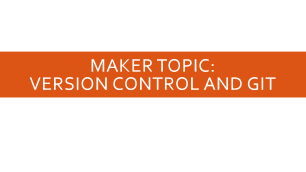 MAKER TOPIC:
VERSION CONTROL AND GIT